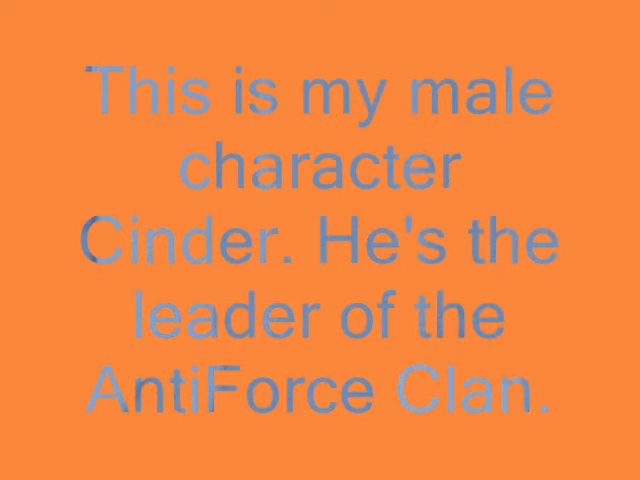 This is my male
character
Cinder. He's the
leader of the
AntiForce Clan.